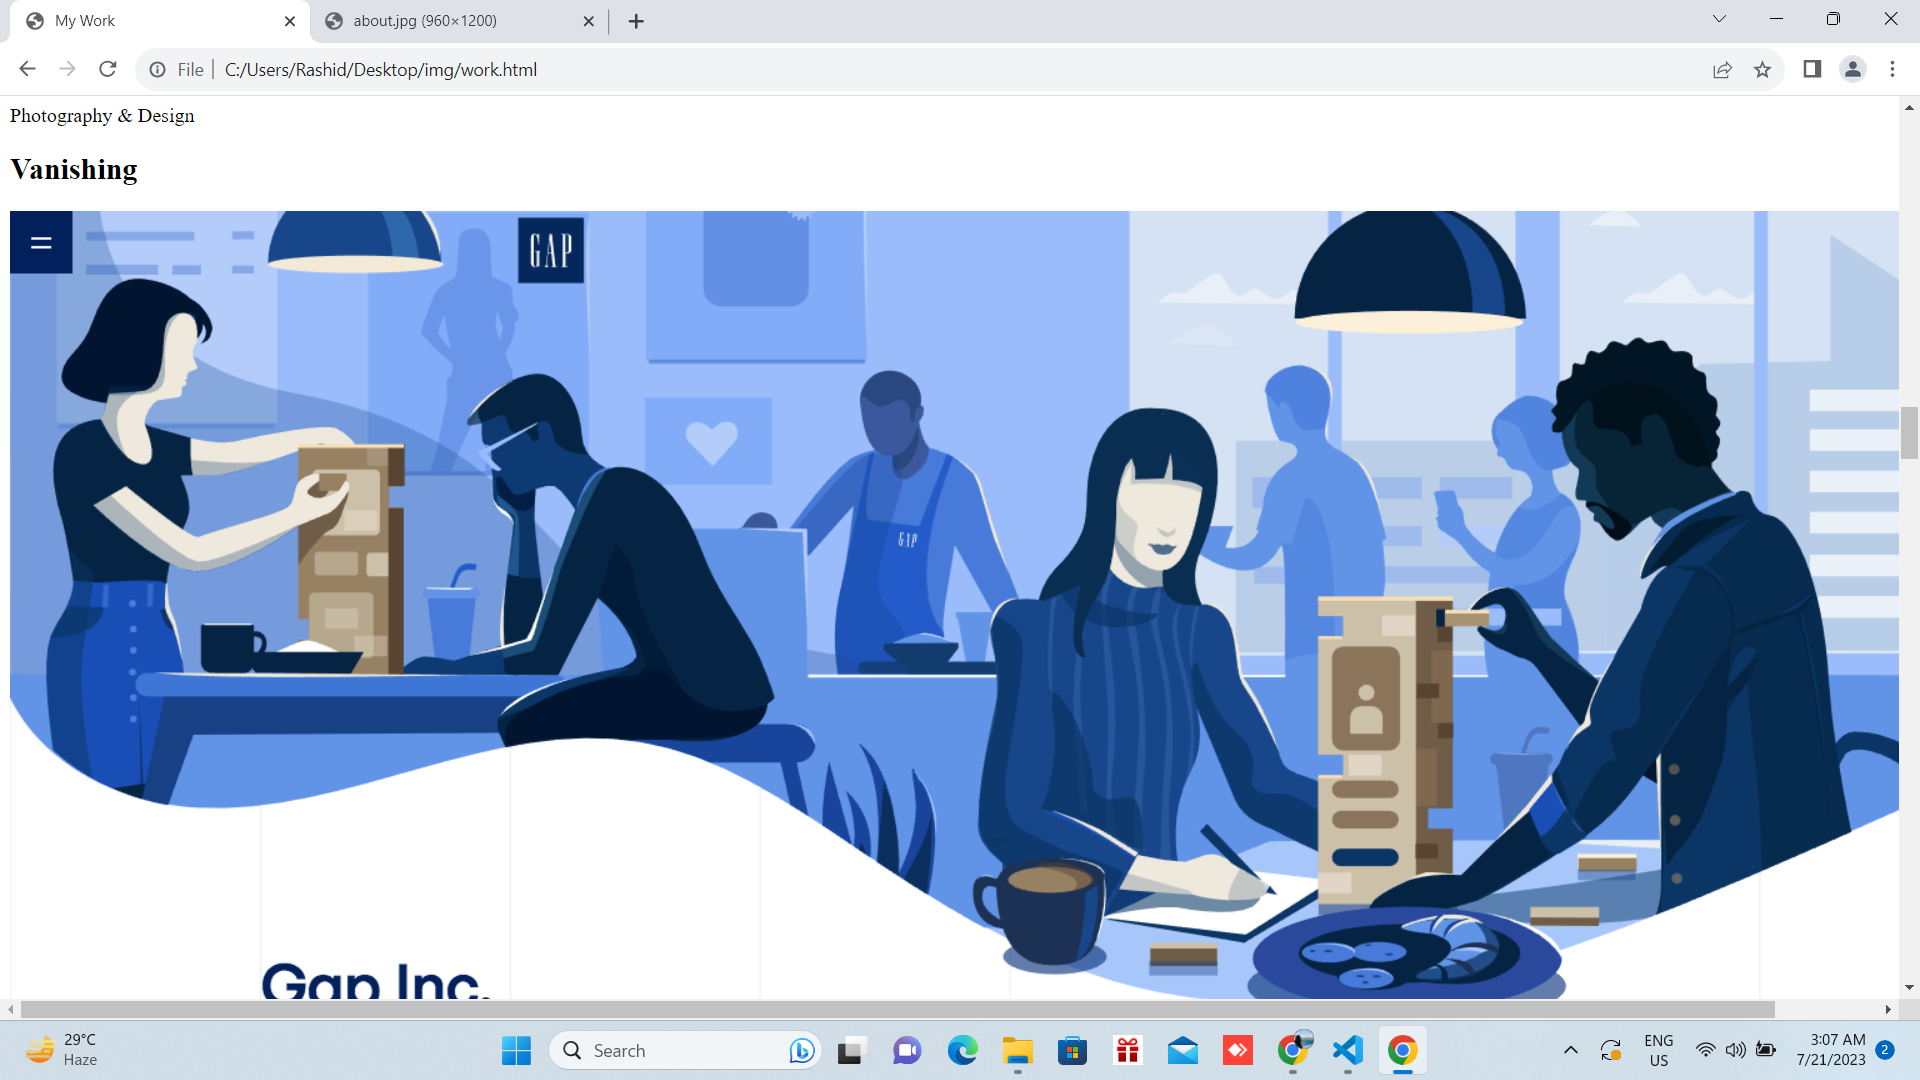 My Work
about.jpg (960×1200)
File
C:/Users/Rashid/Desktop/img/work.html
Photography & Design
Vanishing
GAP
GAP
Gap Inc.
29°C
Haze
Search
ENG
US
3:07 AM
7/21/2023
2